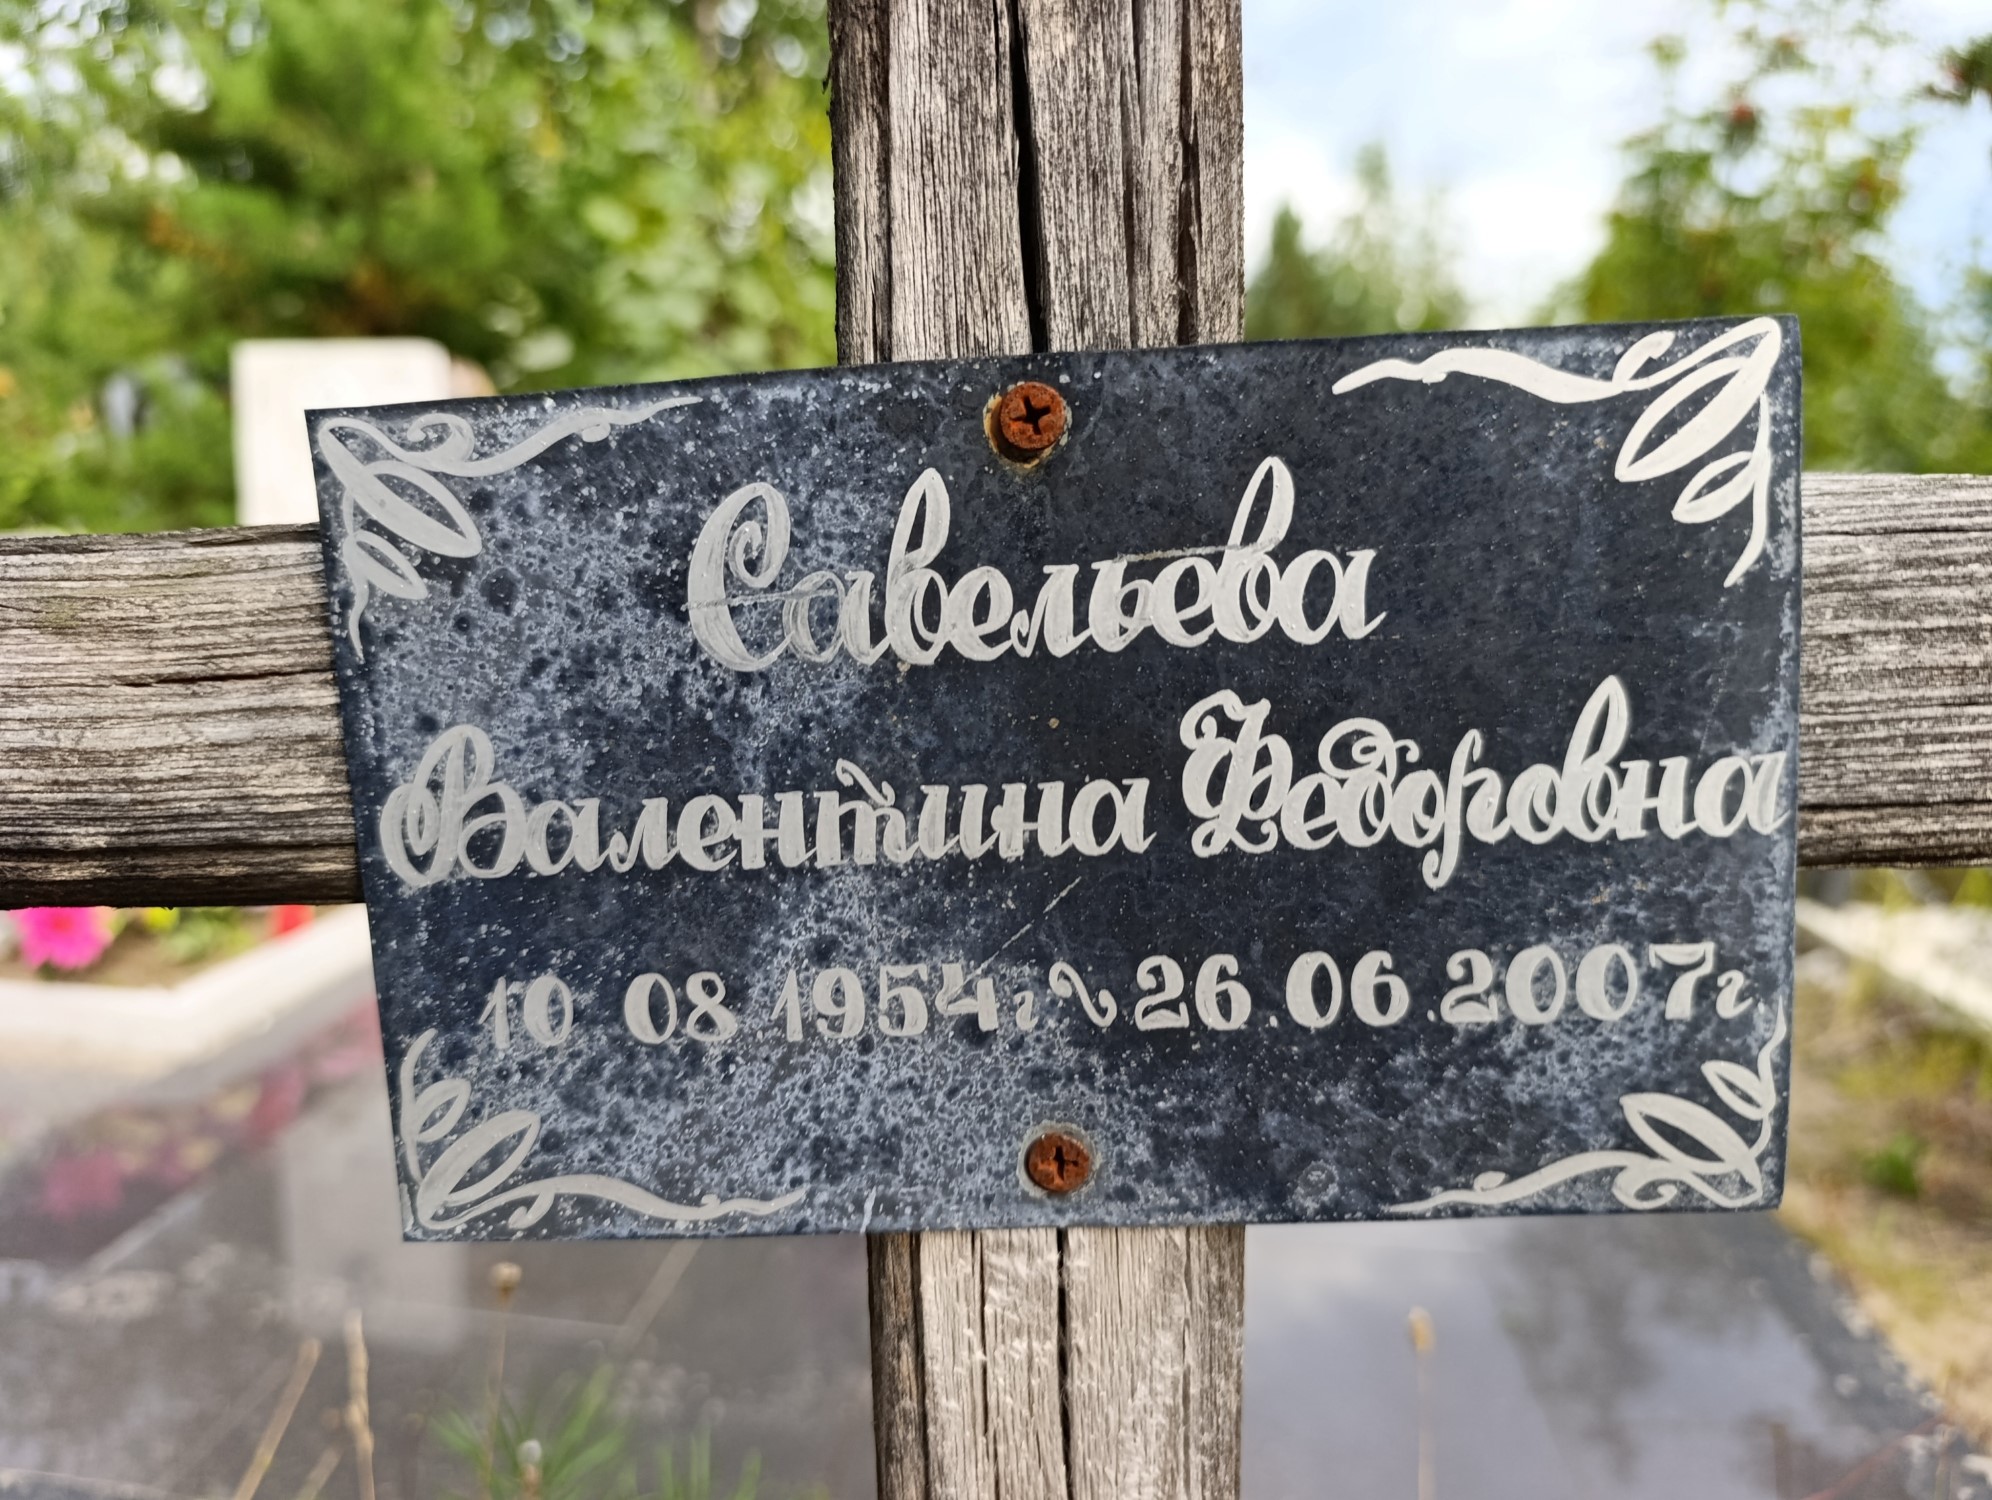 Савельева
Валентина Федоровна
10 08 1954г ~ 26.06.2007г.